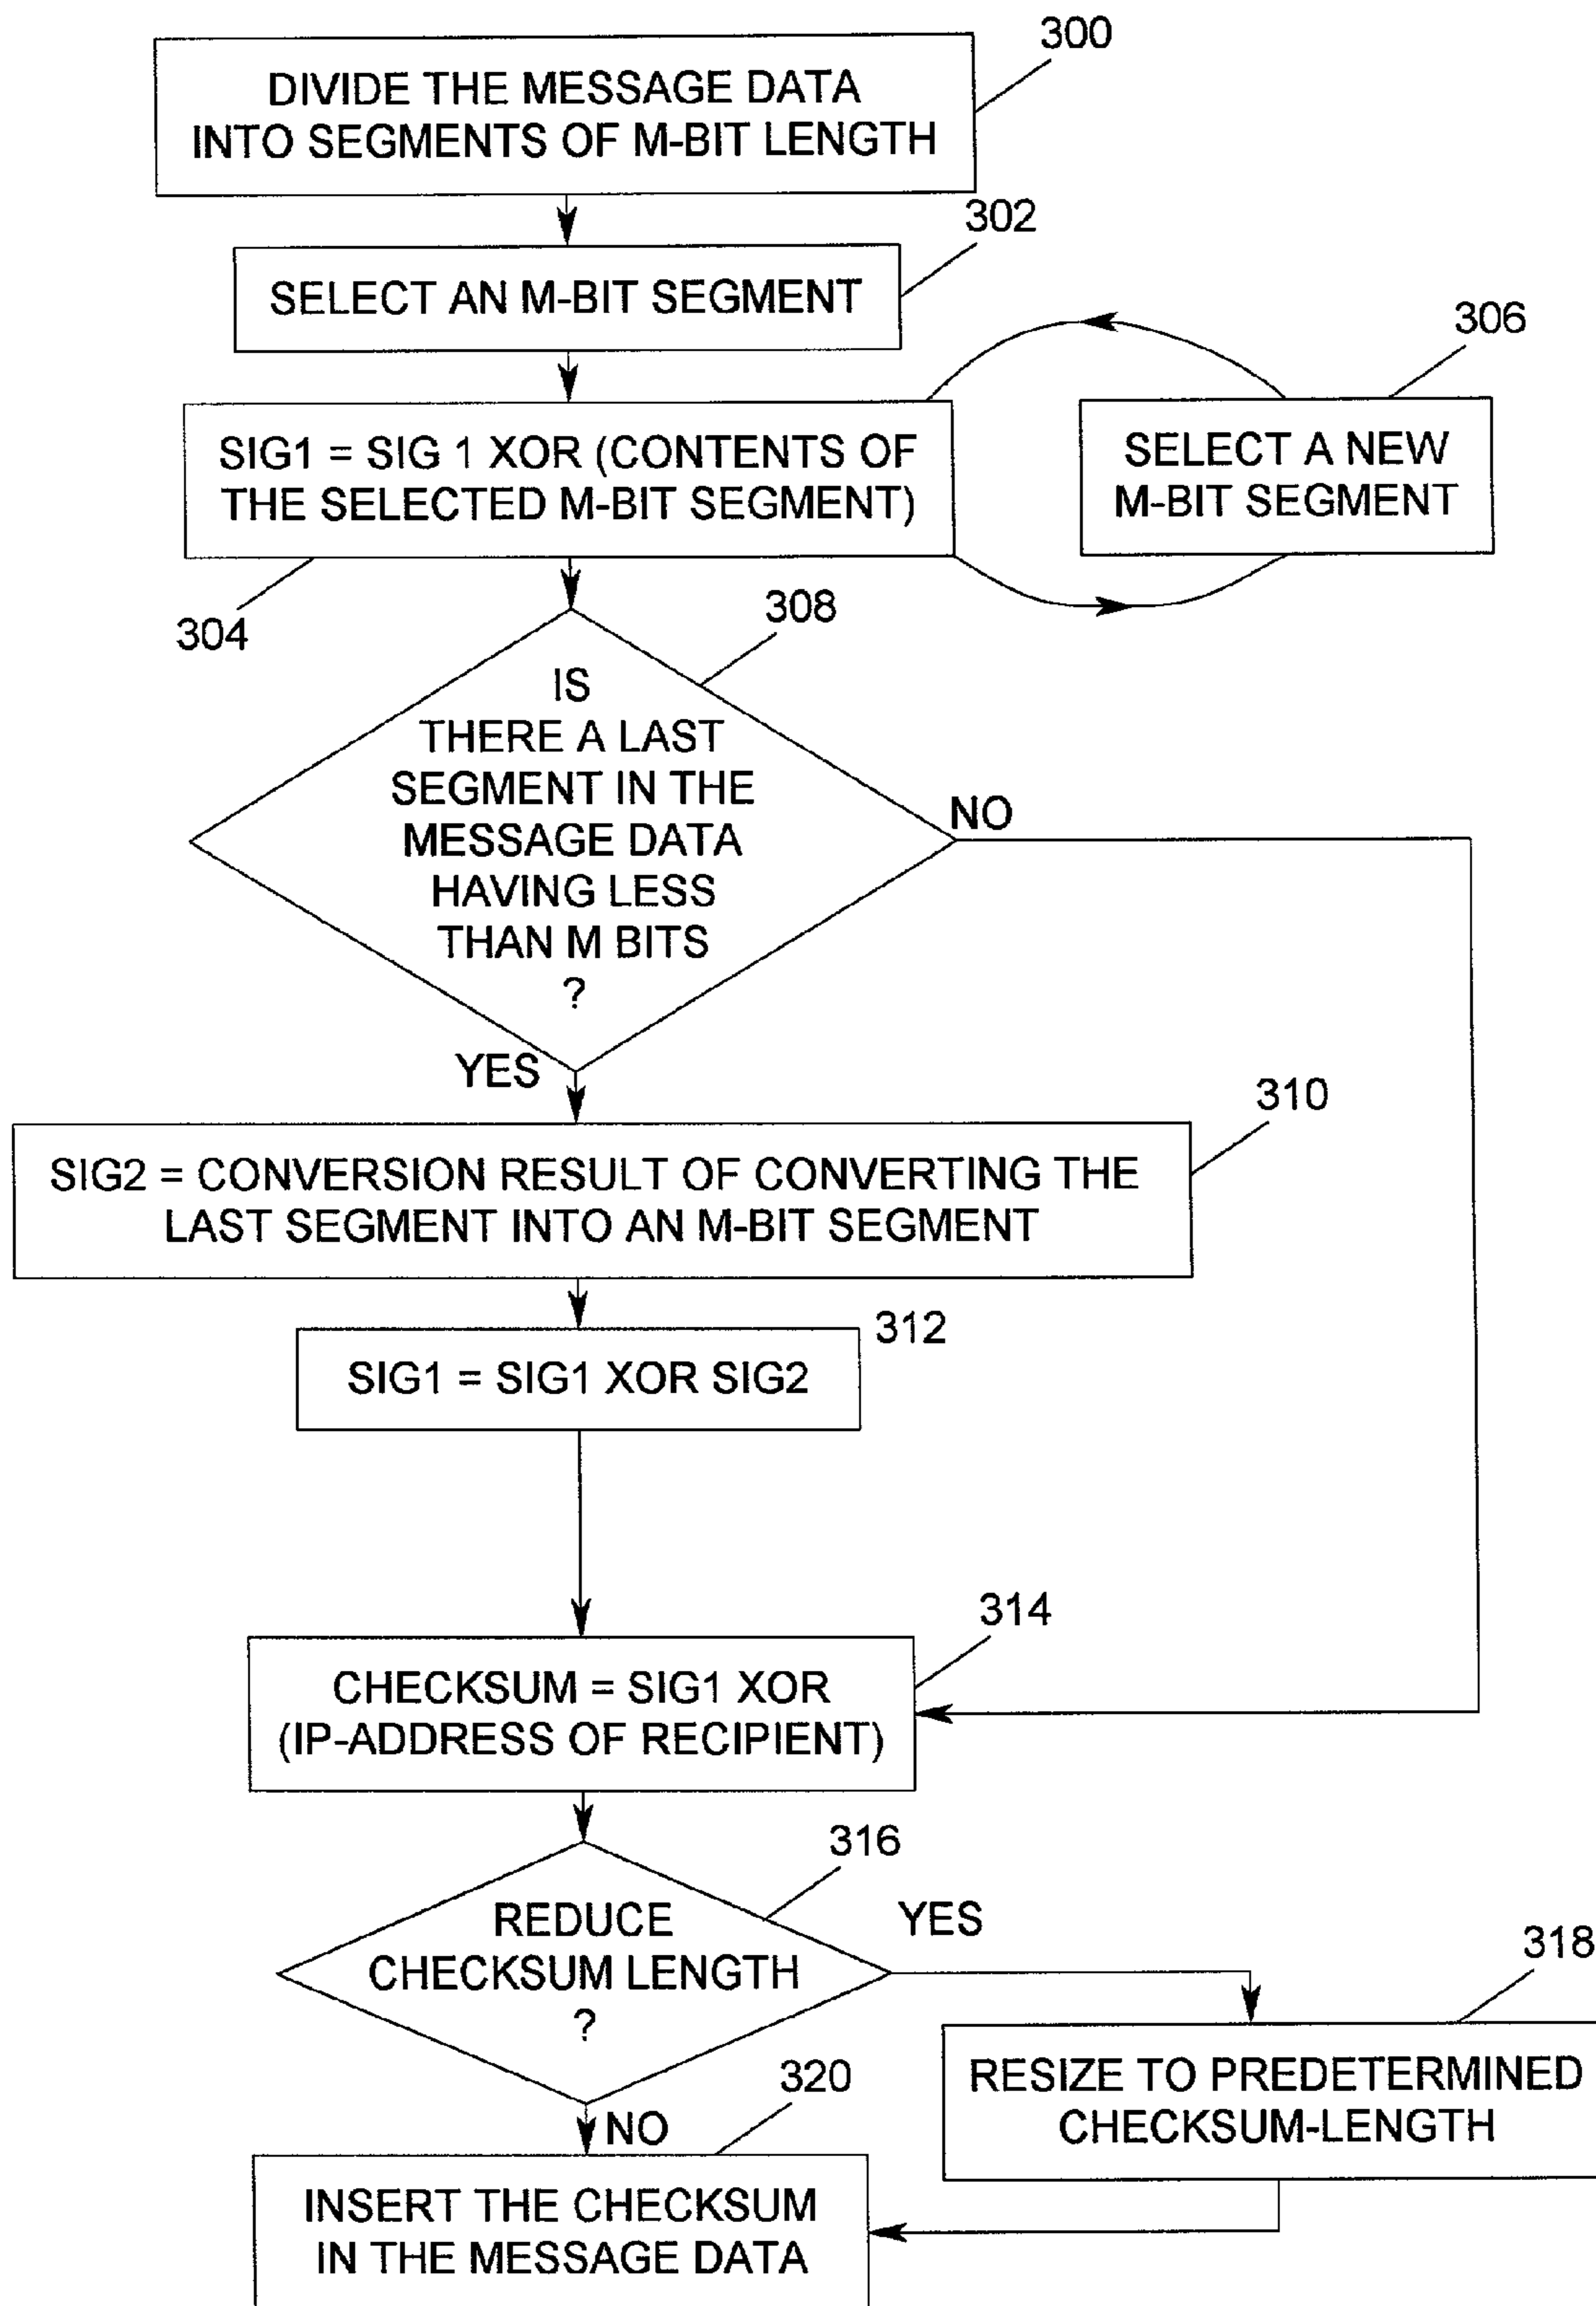 300
DIVIDE THE MESSAGE DATA
INTO SEGMENTS OF M-BIT LENGTH
302
SELECT AN M-BIT SEGMENT
306
SIG1 = SIG 1 XOR (CONTENTS OF
THE SELECTED M-BIT SEGMENT)
SELECT A NEW
M-BIT SEGMENT
304
308
IS
THERE A LAST
SEGMENT IN THE
MESSAGE DATA
HAVING LESS
THAN M BITS
?
NO
YES
310
SIG2 = CONVERSION RESULT OF CONVERTING THE
LAST SEGMENT INTO AN M-BIT SEGMENT
312
SIG1 = SIG1 XOR SIG2
314
CHECKSUM = SIG1 XOR
(IP-ADDRESS OF RECIPIENT)
316
REDUCE
CHECKSUM LENGTH
?
YES
318
RESIZE TO PREDETERMINED
CHECKSUM-LENGTH
320
NO
INSERT THE CHECKSUM
IN THE MESSAGE DATA